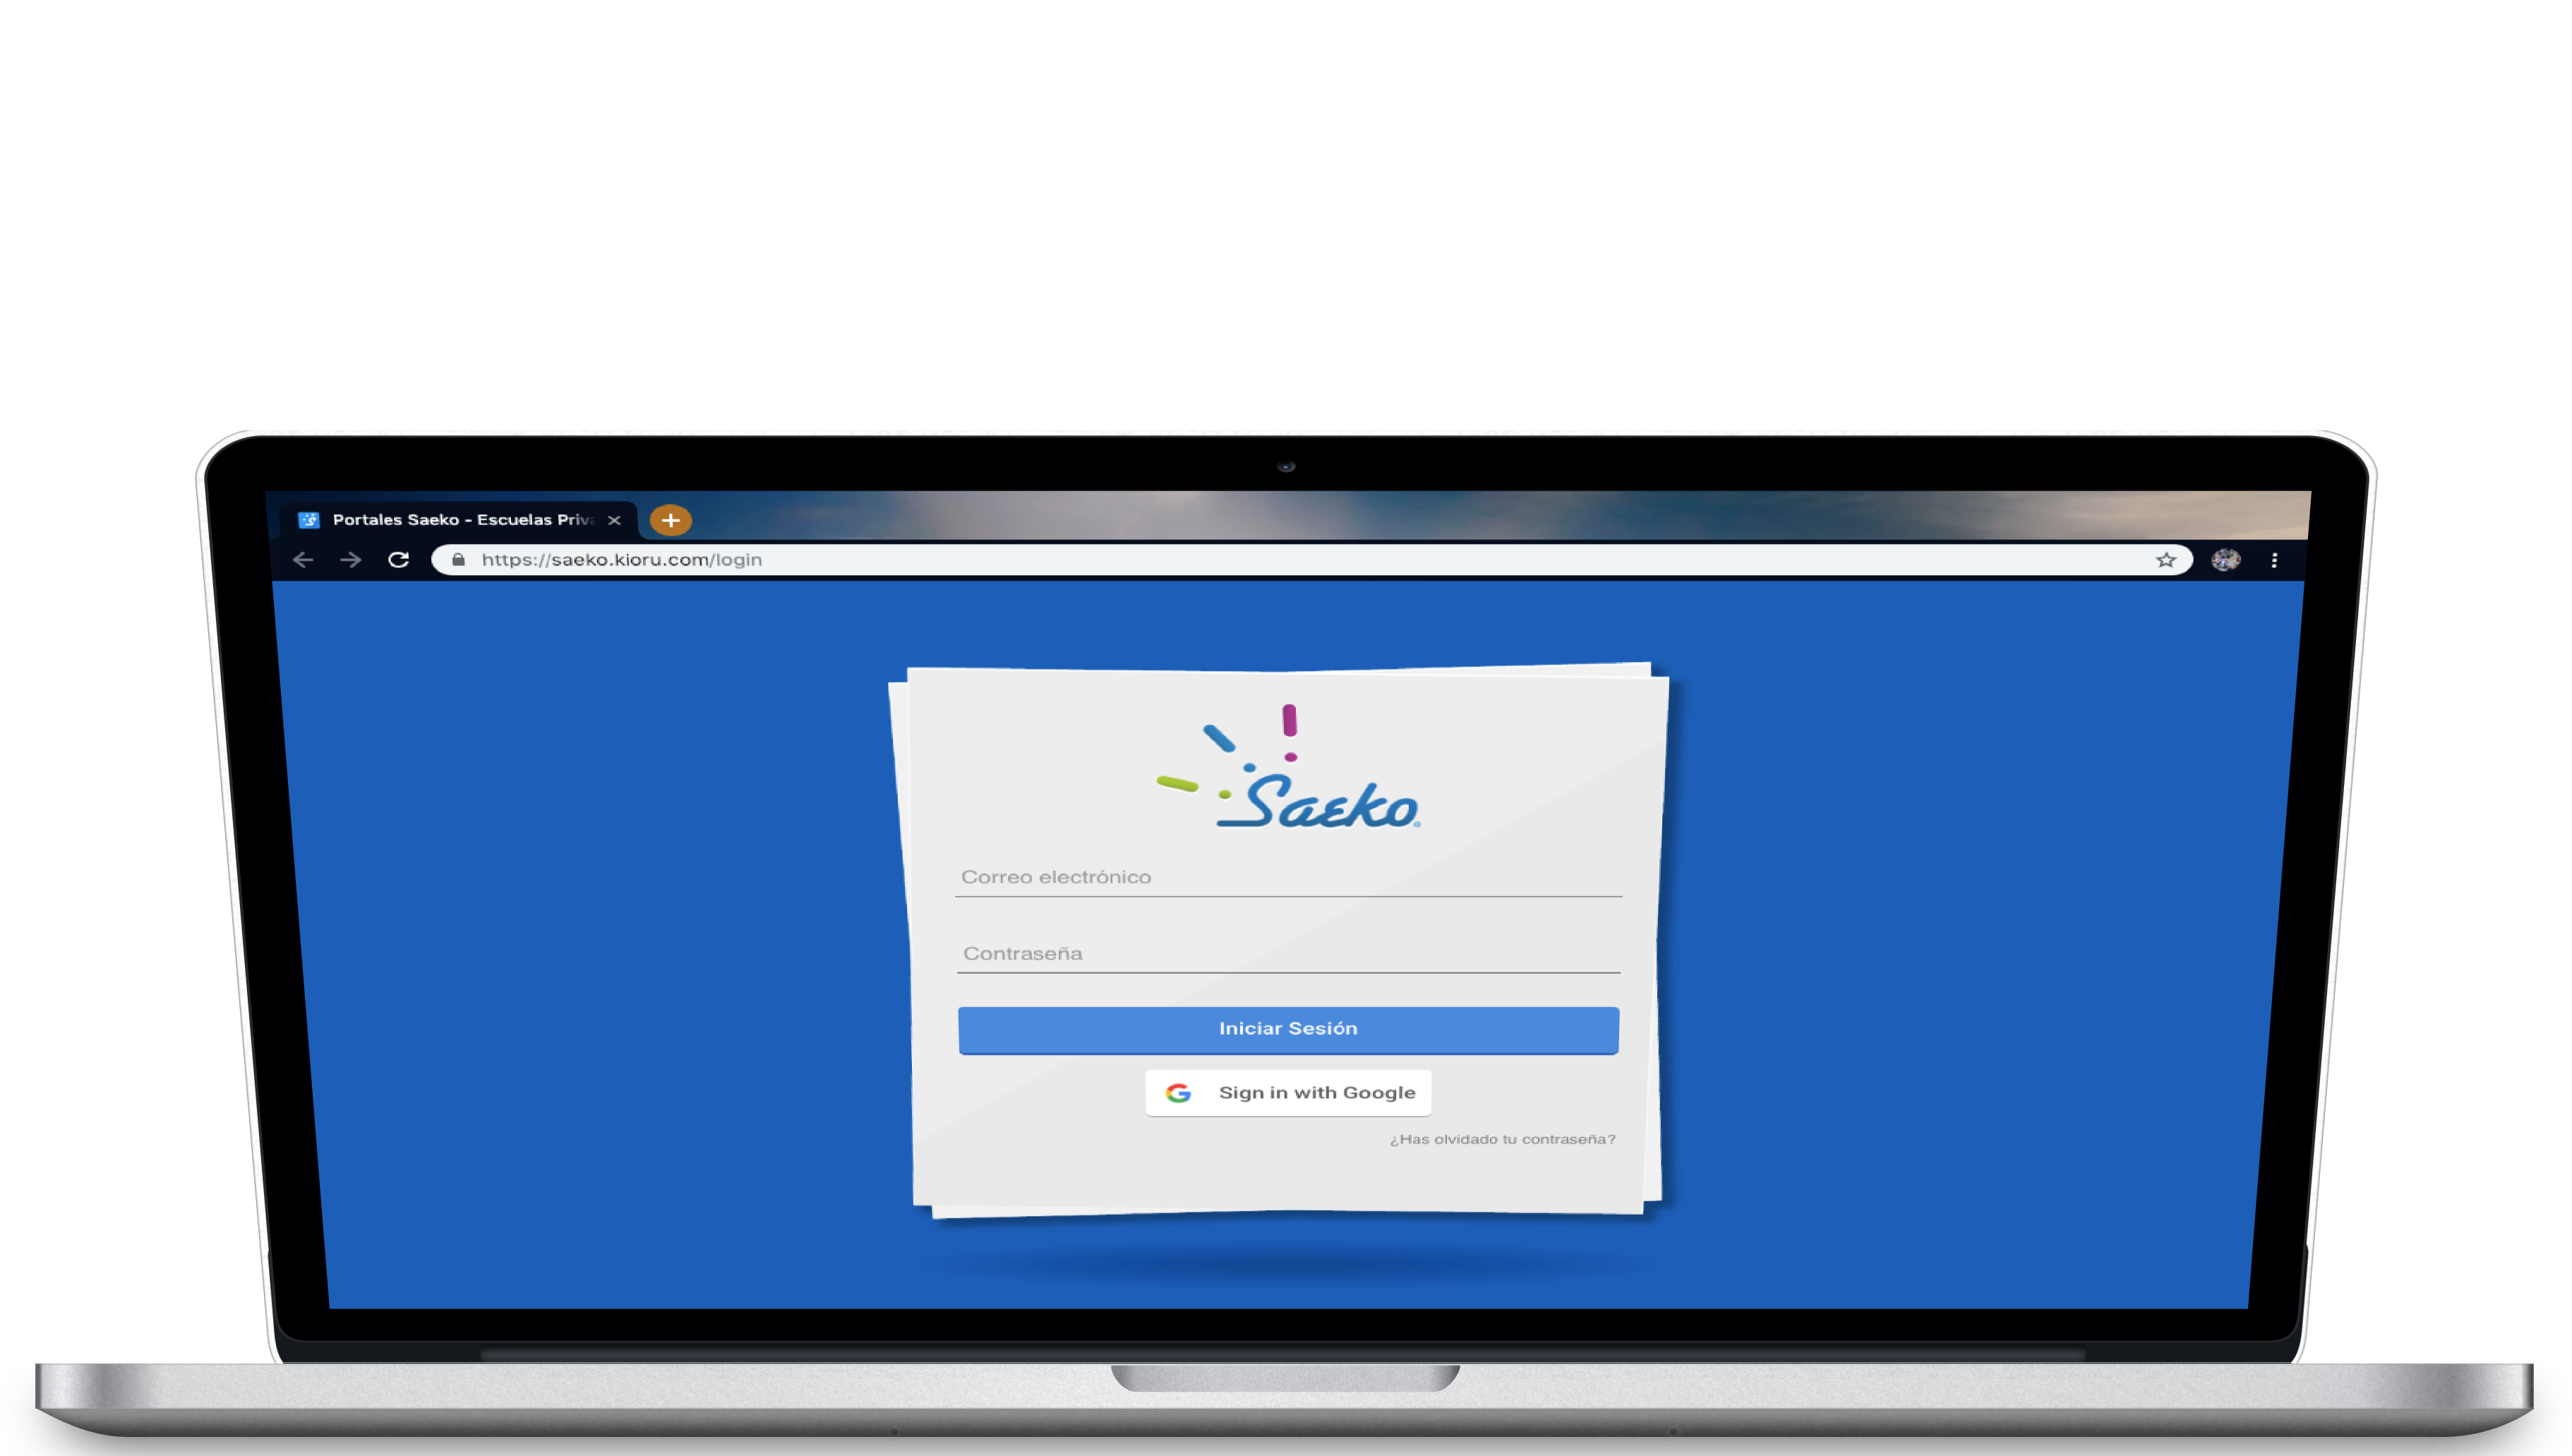 Portales Saeko - Escuelas Priv
https://saeko.kioru.com/login
Saeko
Correo electrónico
Contraseña
Iniciar Sesión
Sign in with Google
¿Has olvidado tu contraseña?